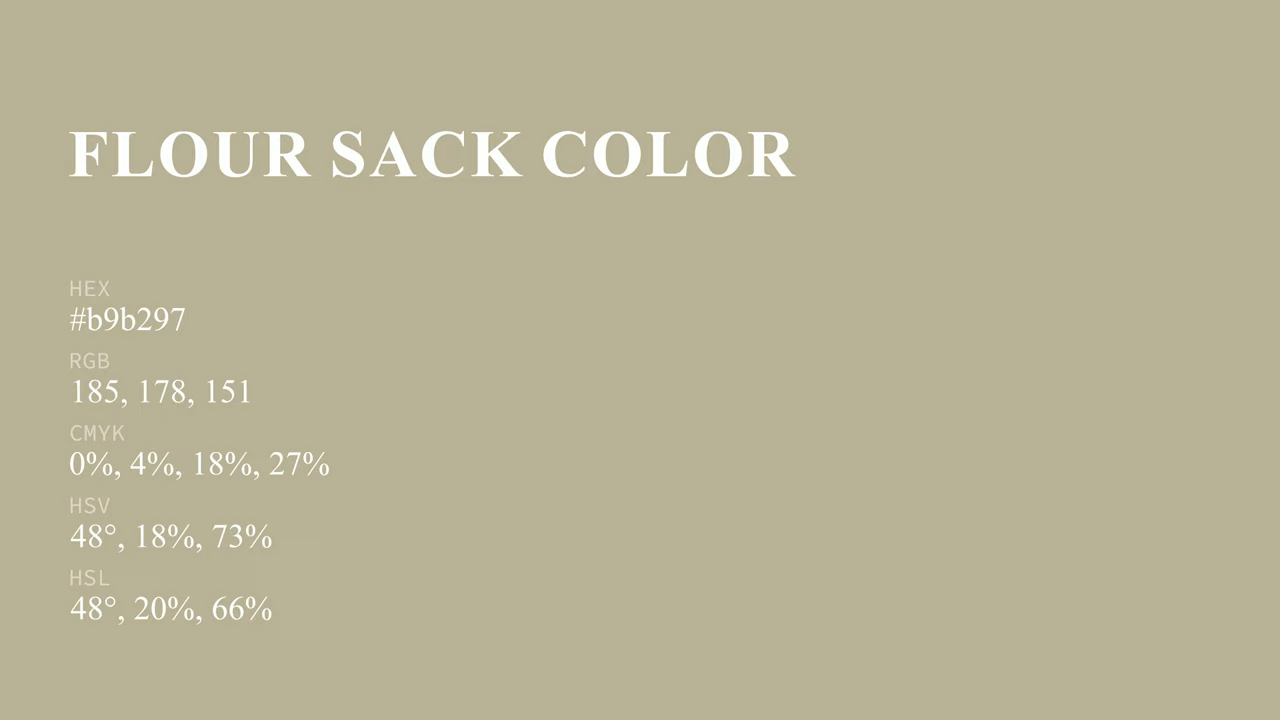 FLOUR SACK COLOR
HEX
#b9b297
RGB
185, 178, 151
CMYK
0%, 4%, 18%, 27%
HSV
48°, 18%, 73%
HSL
48°, 20%, 66%